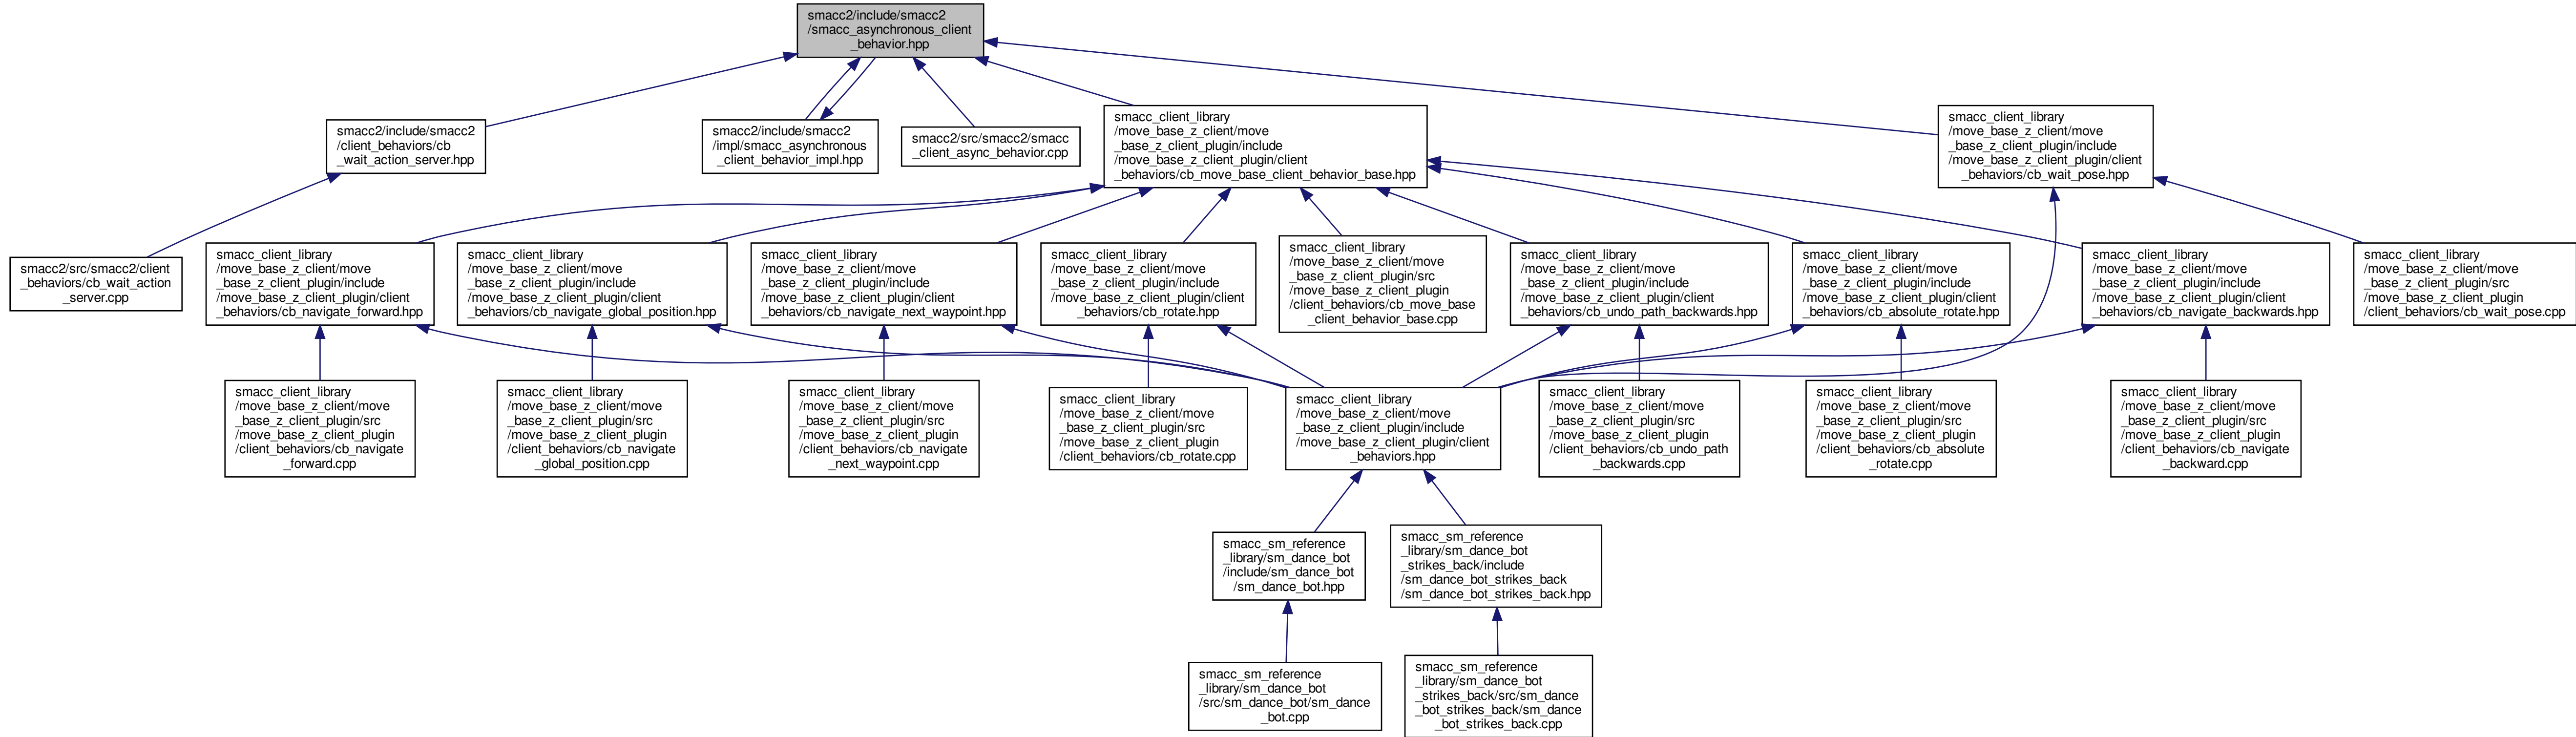 smacc2/include/smacc2
/smacc_asynchronous_client
_behavior.hpp
smacc2/include/smacc2
/client_behaviors/cb
_wait_action_server.hpp
smacc2/include/smacc2
/impl/smacc_asynchronous
_client_behavior_impl.hpp
smacc2/src/smacc2/smacc
_client_async_behavior.cpp
smacc_client_library
/move_base_z_client/move
_base_z_client_plugin/include
/move_base_z_client_plugin/client
_behaviors/cb_move_base_client_behavior_base.hpp
smacc_client_library
/move_base_z_client/move
_base_z_client_plugin/include
/move_base_z_client_plugin/client
_behaviors/cb_wait_pose.hpp
smacc2/src/smacc2/client
_behaviors/cb_wait_action
_server.cpp
smacc_client_library
/move_base_z_client/move
_base_z_client_plugin/include
/move_base_z_client_plugin/client
_behaviors/cb_navigate_forward.hpp
smacc_client_library
/move_base_z_client/move
_base_z_client_plugin/include
/move_base_z_client_plugin/client
_behaviors/cb_navigate_global_position.hpp
smacc_client_library
/move_base_z_client/move
_base_z_client_plugin/include
/move_base_z_client_plugin/client
_behaviors/cb_navigate_next_waypoint.hpp
smacc_client_library
/move_base_z_client/move
_base_z_client_plugin/include
/move_base_z_client_plugin/client
_behaviors/cb_rotate.hpp
smacc_client_library
/move_base_z_client/move
_base_z_client_plugin/src
/move_base_z_client_plugin
/client_behaviors/cb_move_base
_client_behavior_base.cpp
smacc_client_library
/move_base_z_client/move
_base_z_client_plugin/include
/move_base_z_client_plugin/client
_behaviors/cb_undo_path_backwards.hpp
smacc_client_library
/move_base_z_client/move
_base_z_client_plugin/include
/move_base_z_client_plugin/client
_behaviors/cb_absolute_rotate.hpp
smacc_client_library
/move_base_z_client/move
_base_z_client_plugin/include
/move_base_z_client_plugin/client
_behaviors/cb_navigate_backwards.hpp
smacc_client_library
/move_base_z_client/move
_base_z_client_plugin/src
/move_base_z_client_plugin
/client_behaviors/cb_wait_pose.cpp
smacc_client_library
/move_base_z_client/move
_base_z_client_plugin/src
/move_base_z_client_plugin
/client_behaviors/cb_navigate
_forward.cpp
smacc_client_library
/move_base_z_client/move
_base_z_client_plugin/src
/move_base_z_client_plugin
/client_behaviors/cb_navigate
_global_position.cpp
smacc_client_library
/move_base_z_client/move
_base_z_client_plugin/src
/move_base_z_client_plugin
/client_behaviors/cb_navigate
_next_waypoint.cpp
smacc_client_library
/move_base_z_client/move
_base_z_client_plugin/src
/move_base_z_client_plugin
/client_behaviors/cb_rotate.cpp
smacc_client_library
/move_base_z_client/move
_base_z_client_plugin/include
/move_base_z_client_plugin/client
_behaviors.hpp
smacc_client_library
/move_base_z_client/move
_base_z_client_plugin/src
/move_base_z_client_plugin
/client_behaviors/cb_undo_path
_backwards.cpp
smacc_client_library
/move_base_z_client/move
_base_z_client_plugin/src
/move_base_z_client_plugin
/client_behaviors/cb_absolute
_rotate.cpp
smacc_client_library
/move_base_z_client/move
_base_z_client_plugin/src
/move_base_z_client_plugin
/client_behaviors/cb_navigate
_backward.cpp
smacc_sm_reference
_library/sm_dance_bot
/include/sm_dance_bot
/sm_dance_bot.hpp
smacc_sm_reference
_library/sm_dance_bot
_strikes_back/include
/sm_dance_bot_strikes_back
/sm_dance_bot_strikes_back.hpp
smacc_sm_reference
_library/sm_dance_bot
/src/sm_dance_bot/sm_dance
_bot.cpp
smacc_sm_reference
_library/sm_dance_bot
_strikes_back/src/sm_dance
_bot_strikes_back/sm_dance
_bot_strikes_back.cpp